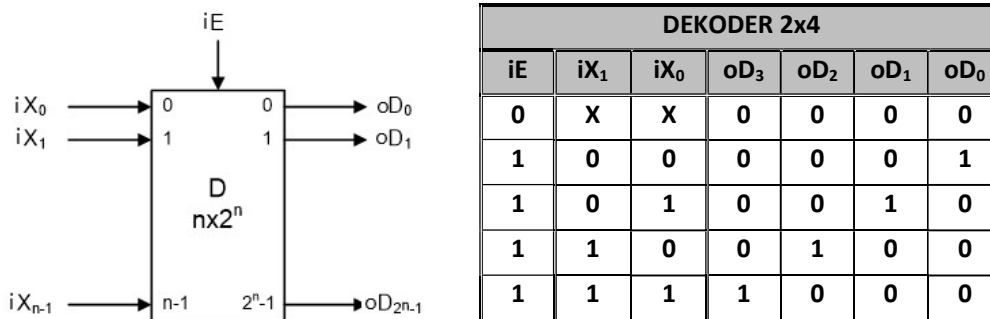 iE
iX₀ 0 0 oD₀
iX₁ 1 1 oD₁
D
nx2ⁿ
iXₙ₋₁ n-1 2ⁿ-1 oD₂ₙ₋₁
DEKODER 2x4
iE iX₁ iX₀ oD₃ oD₂ oD₁ oD₀
0 X X 0 0 0 0
1 0 0 0 0 0 1
1 0 1 0 0 1 0
1 1 0 0 1 0 0
1 1 1 1 0 0 0